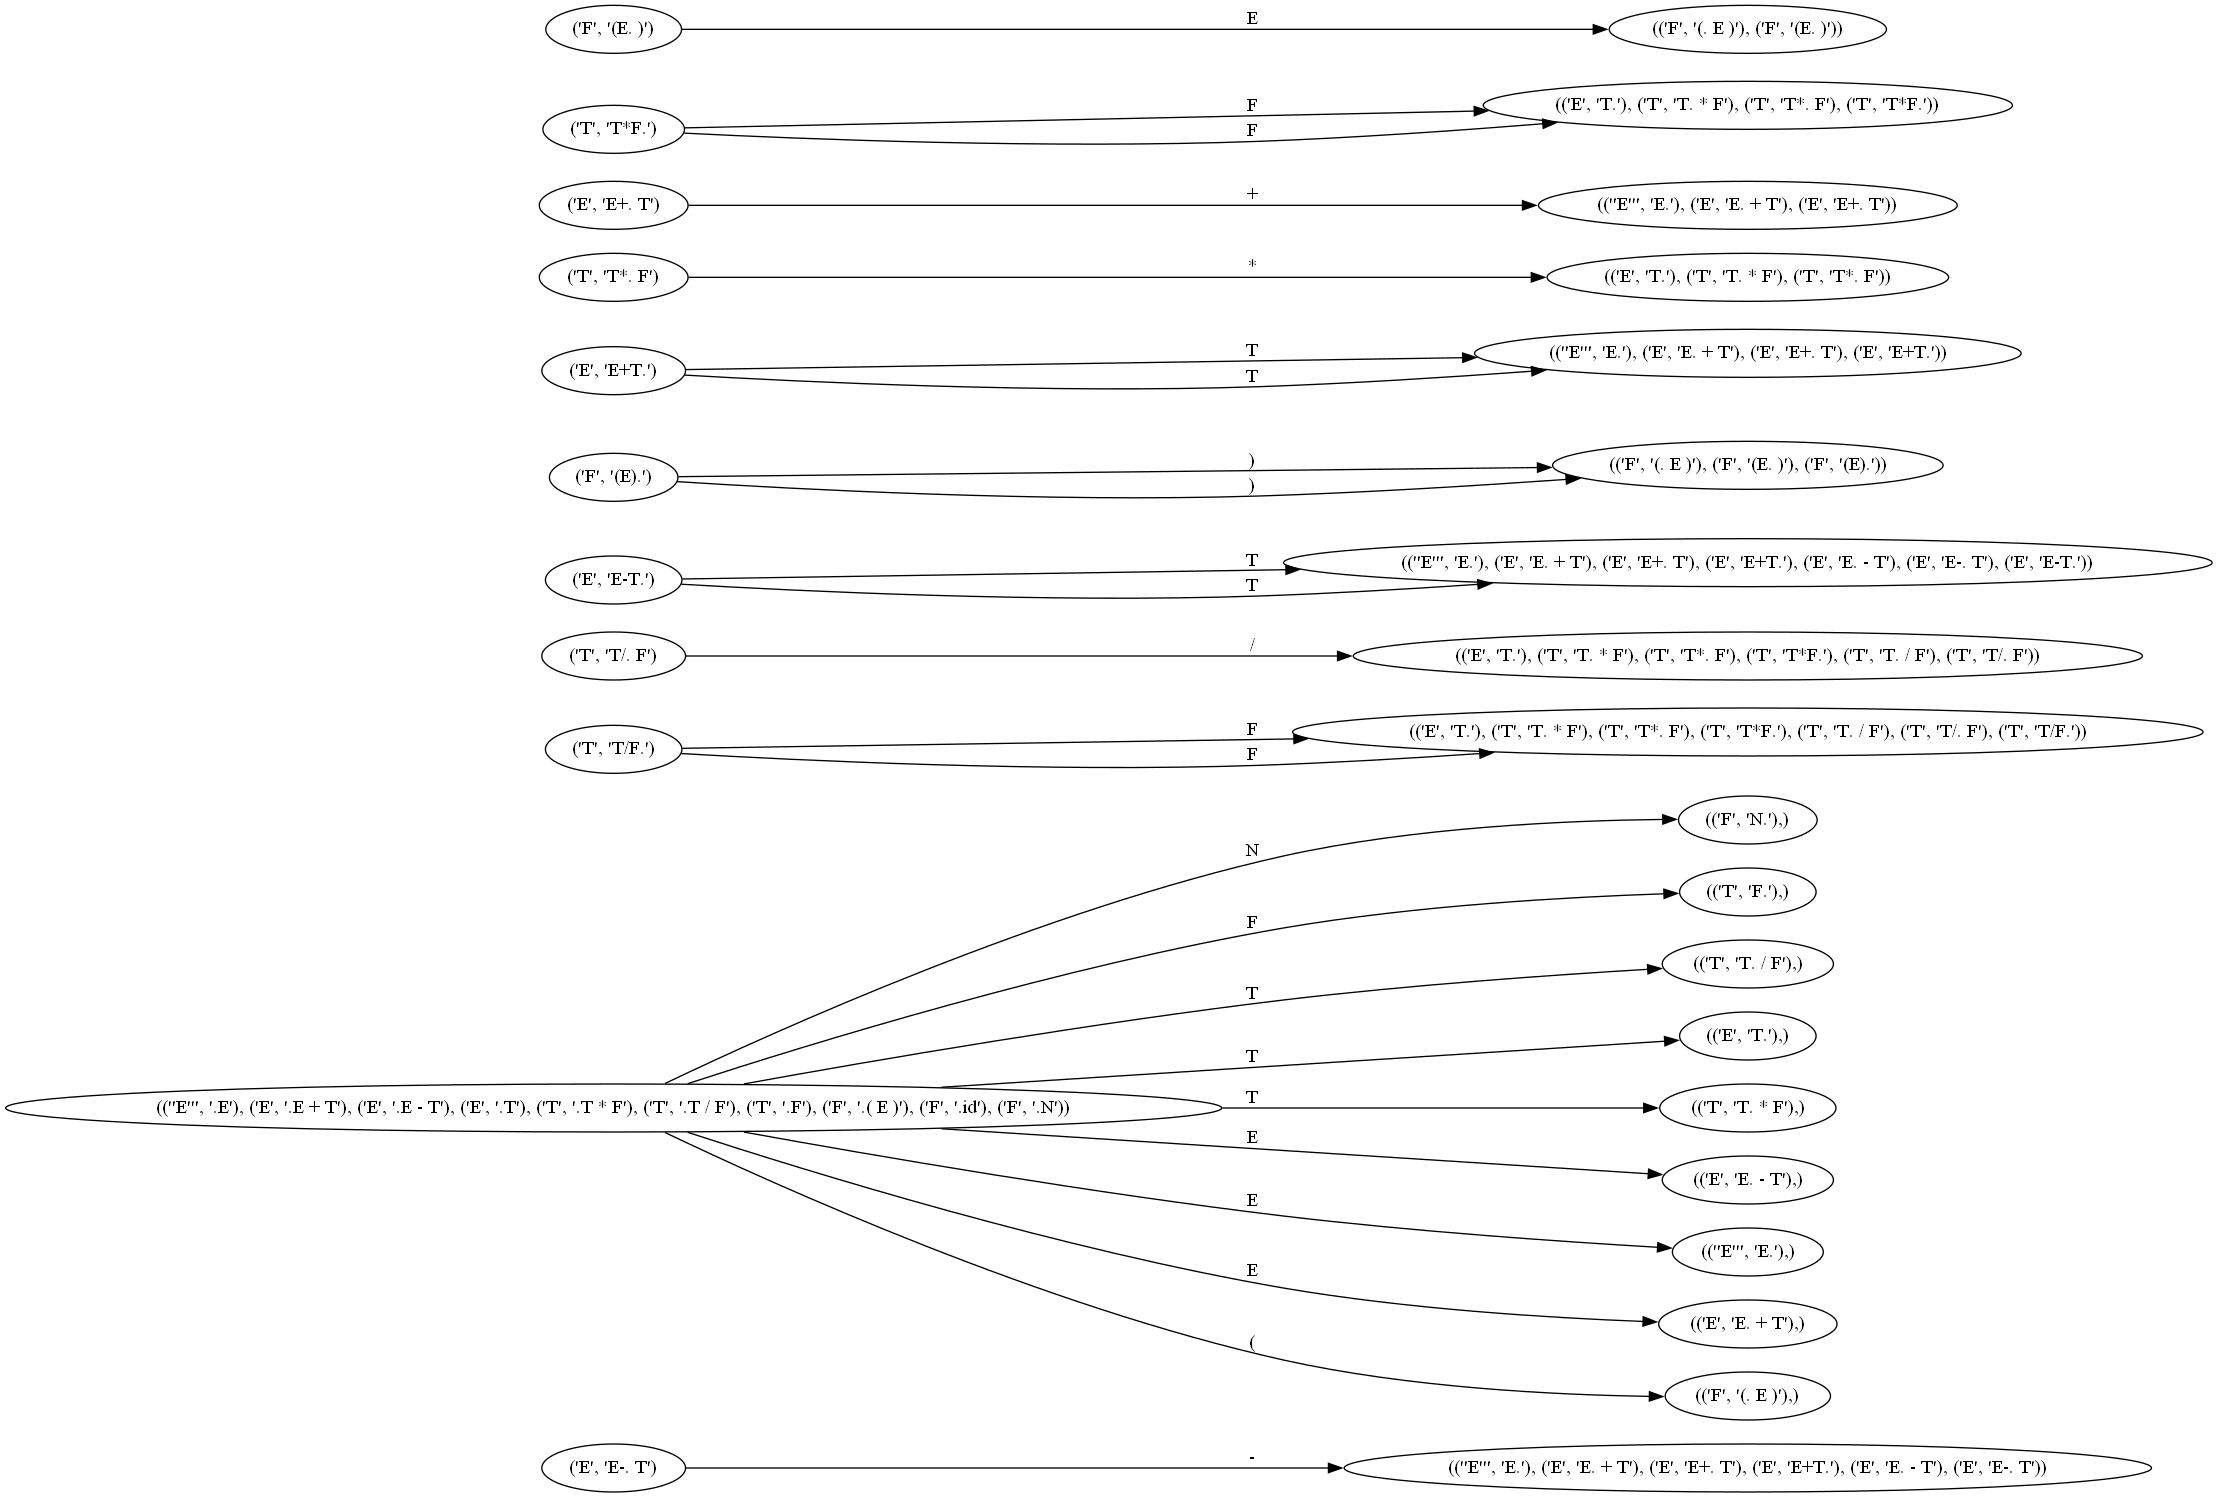 ('F', '(E. )')
E
(('F', '(. E )'), ('F', '(E. )'))
('T', 'T*F.')
F
F
(('E', 'T.'), ('T', 'T. * F'), ('T', 'T*. F'), ('T', 'T*F.'))
('E', 'E+. T')
+
(("E'", 'E.'), ('E', 'E. + T'), ('E', 'E+. T'))
('T', 'T*. F')
*
(('E', 'T.'), ('T', 'T. * F'), ('T', 'T*. F'))
('E', 'E+T.')
T
T
(("E'", 'E.'), ('E', 'E. + T'), ('E', 'E+. T'), ('E', 'E+T.'))
('F', '(E).')
)
)
(('F', '(. E )'), ('F', '(E. )'), ('F', '(E).'))
('E', 'E-T.')
T
T
(("E'", 'E.'), ('E', 'E. + T'), ('E', 'E+. T'), ('E', 'E+T.'), ('E', 'E. - T'), ('E', 'E-. T'), ('E', 'E-T.'))
('T', 'T/. F')
/
(('E', 'T.'), ('T', 'T. * F'), ('T', 'T*. F'), ('T', 'T*F.'), ('T', 'T. / F'), ('T', 'T/. F'))
('T', 'T/F.')
F
F
(('E', 'T.'), ('T', 'T. * F'), ('T', 'T*. F'), ('T', 'T*F.'), ('T', 'T. / F'), ('T', 'T/. F'), ('T', 'T/F.'))
N
(('F', 'N.'),)
F
(('T', 'F.'),)
T
(('T', 'T. / F'),)
T
(('E', 'T.'),)
(("E'", '.E'), ('E', '.E + T'), ('E', '.E - T'), ('E', '.T'), ('T', '.T * F'), ('T', '.T / F'), ('T', '.F'), ('F', '.( E )'), ('F', '.id'), ('F', '.N'))
T
(('T', 'T. * F'),)
E
(('E', 'E. - T'),)
E
(("E'", 'E.'),)
E
(('E', 'E. + T'),)
(
(('F', '(. E )'),)
('E', 'E-. T')
-
(("E'", 'E.'), ('E', 'E. + T'), ('E', 'E+. T'), ('E', 'E+T.'), ('E', 'E. - T'), ('E', 'E-. T'))